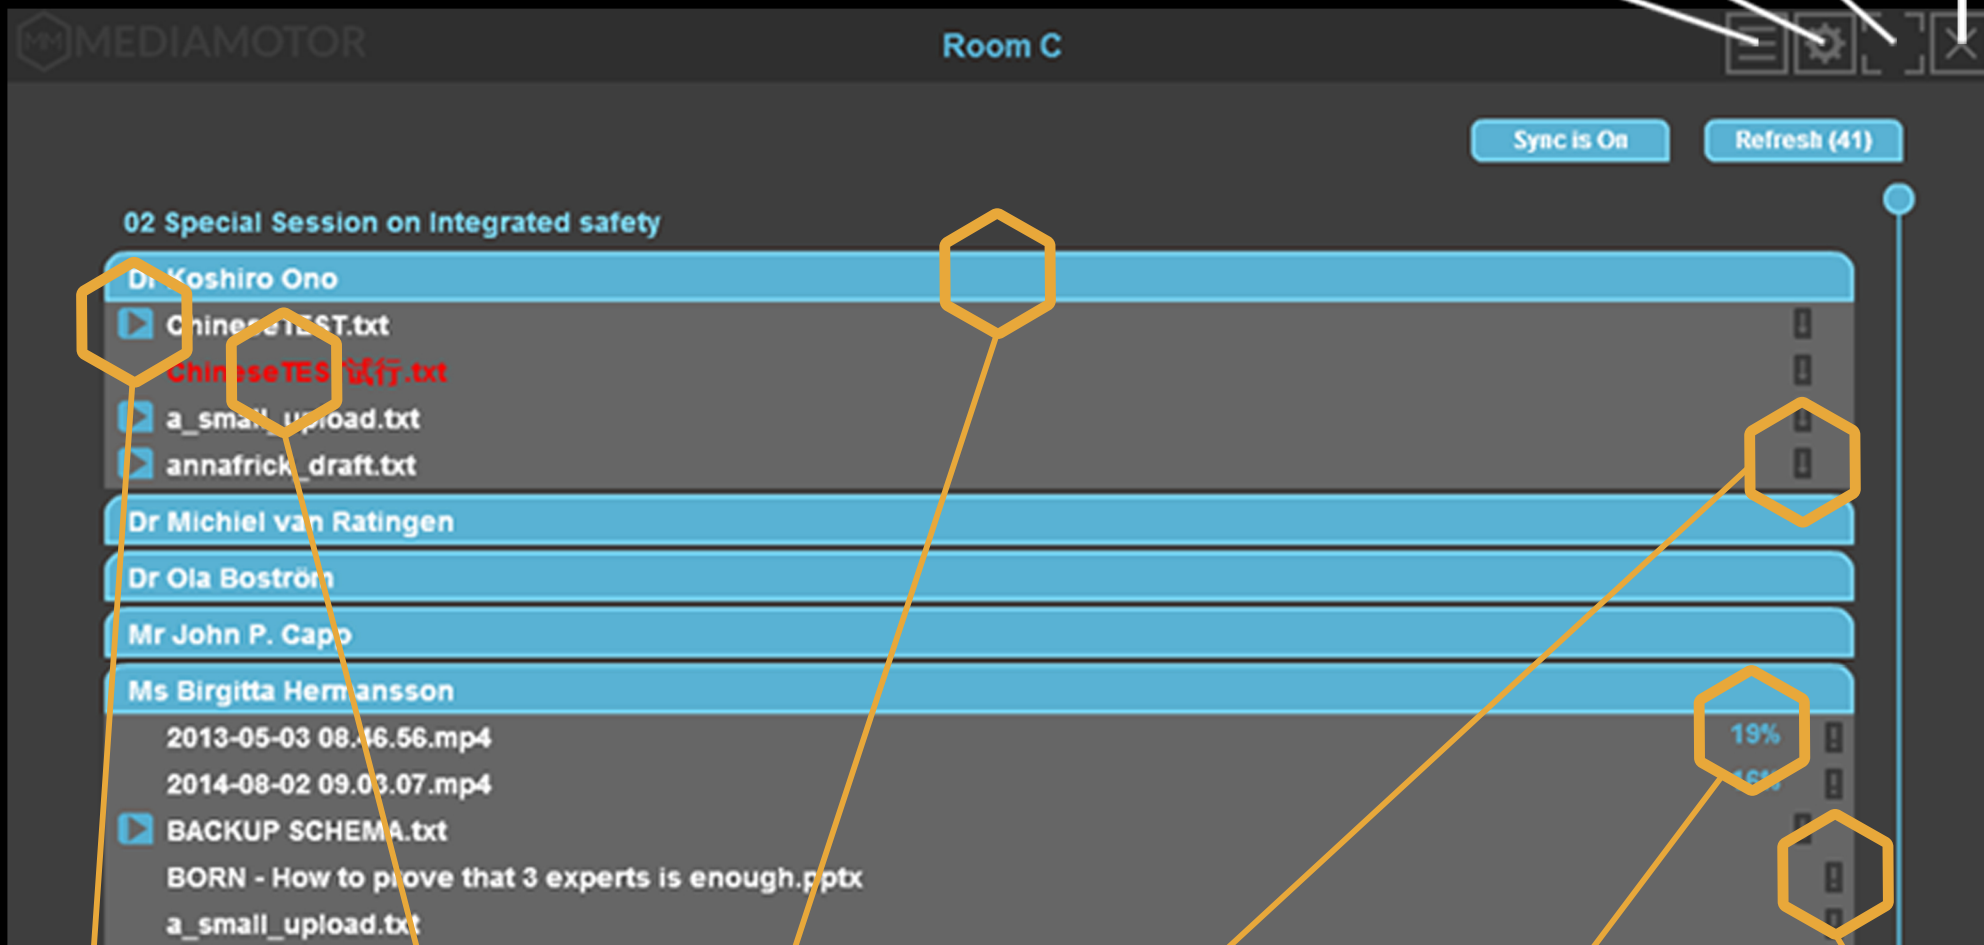 MEDIAMOTOR
Room C
Sync is On
Refresh (41)
02 Special Session on Integrated safety
Dr Koshiro Ono
ChineseTEST.txt
ChineseTEST试行.txt
a_small_upload.txt
annafrick_draft.txt
Dr Michiel van Ratingen
Dr Ola Boström
Mr John P. Capp
Ms Birgitta Hermansson
2013-05-03 08.46.56.mp4
19%
2014-08-02 09.03.07.mp4
16%
BACKUP SCHEMA.txt
BORN - How to prove that 3 experts is enough.pptx
a_small_upload.txt